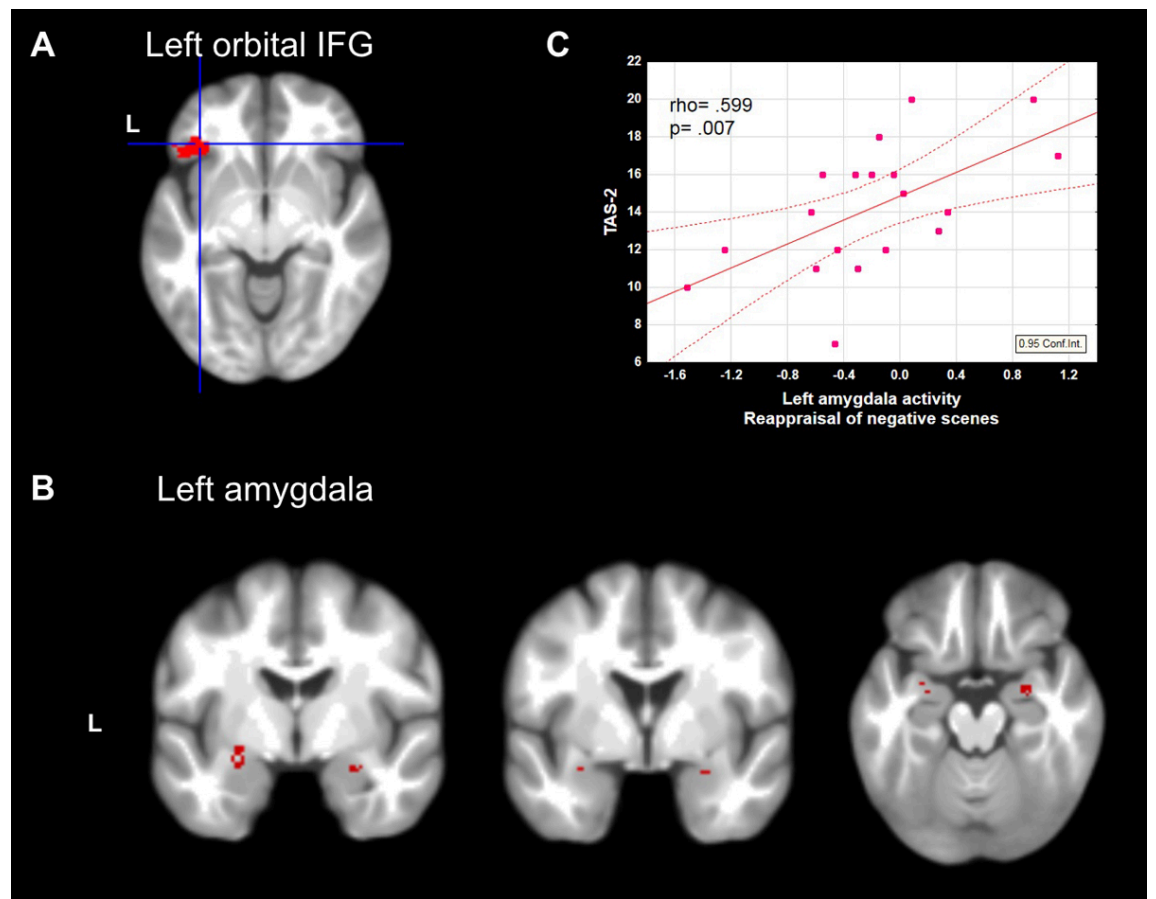 A
Left orbital IFG
L
C
22
20
18
16
14
12
10
8
6
TAS-2
rho= .599
p= .007
0.95 Conf.Int.
-1.6 -1.2 -0.8 -0.4 0.0 0.4 0.8 1.2
Left amygdala activity
Reappraisal of negative scenes
B
Left amygdala
L